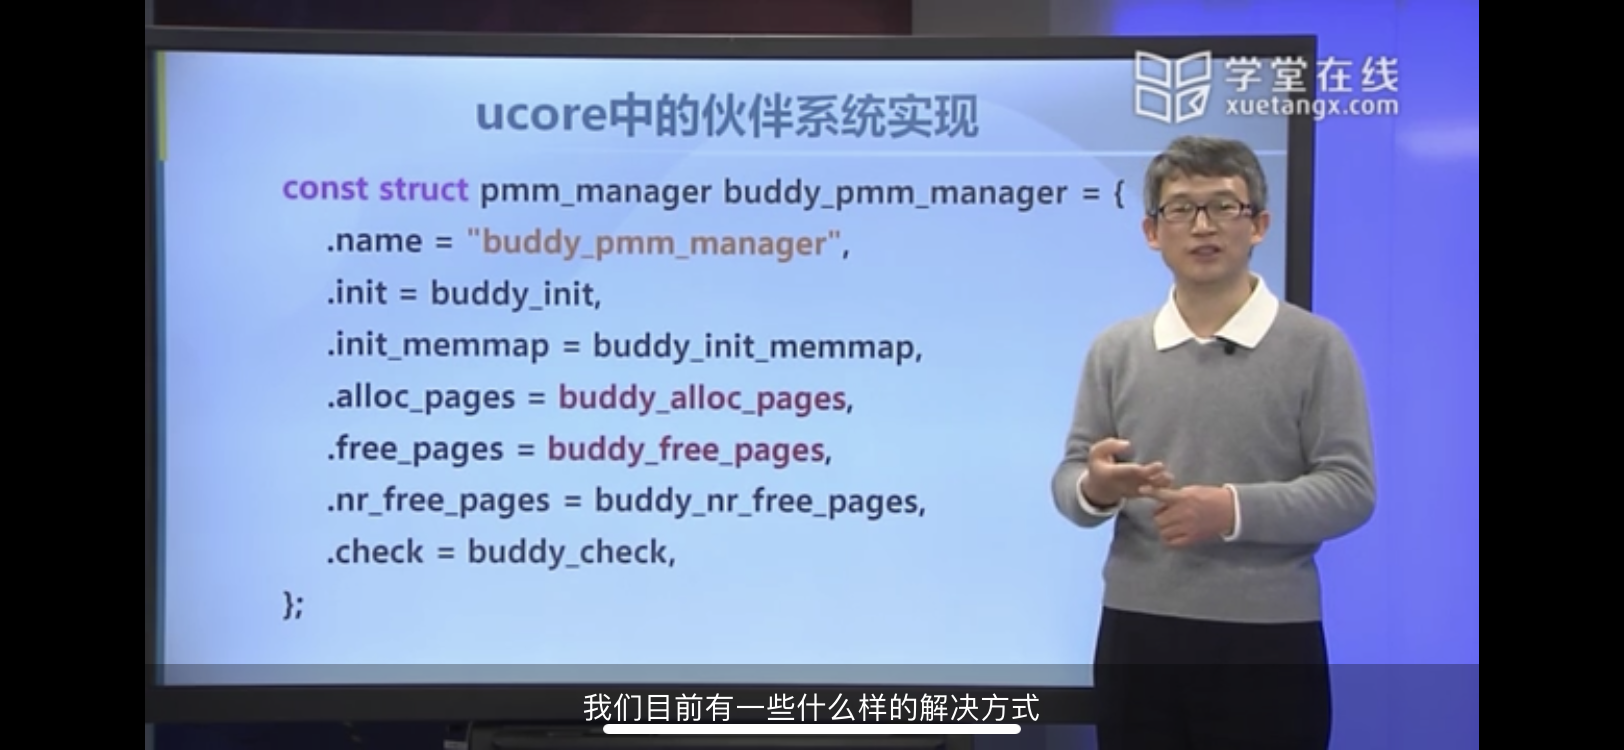 学堂在线
xuetangx.com
ucore中的伙伴系统实现
const struct pmm_manager buddy_pmm_manager = {
.name = "buddy_pmm_manager",
.init = buddy_init,
.init_memmap = buddy_init_memmap,
.alloc_pages = buddy_alloc_pages,
.free_pages = buddy_free_pages,
.nr_free_pages = buddy_nr_free_pages,
.check = buddy_check,
};
我们目前有一些什么样的解决方式